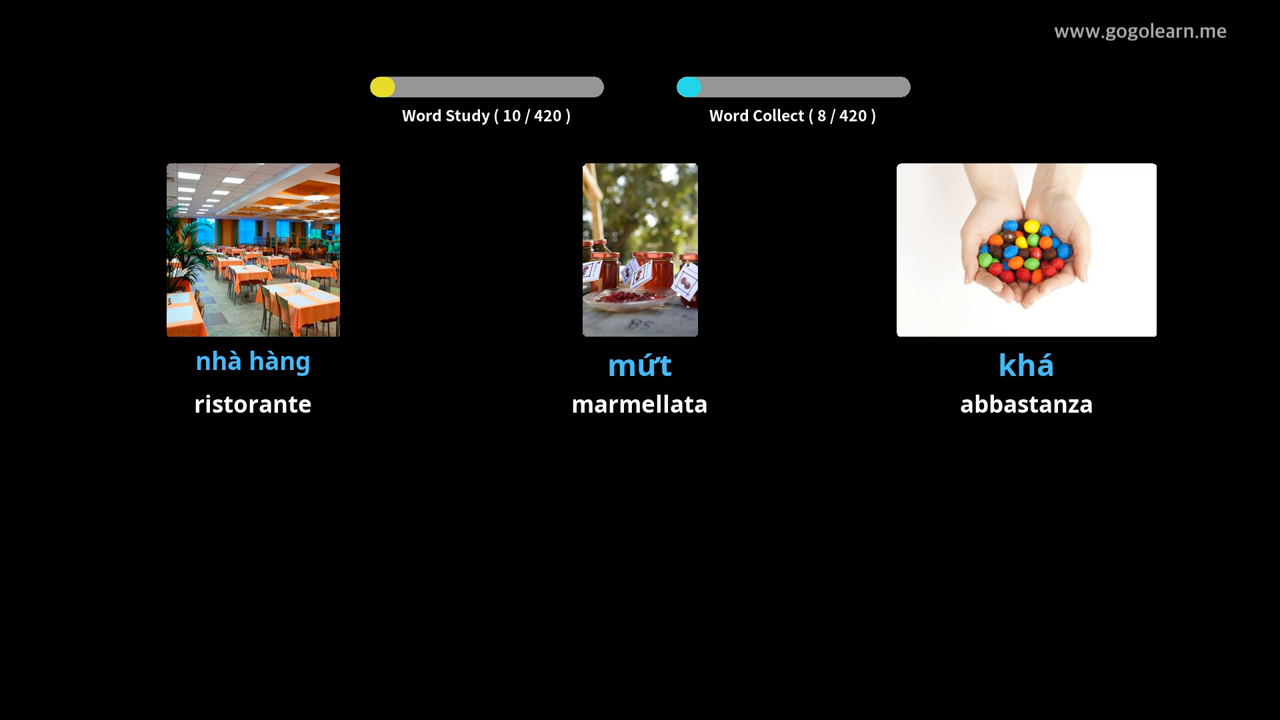 www.gogolearn.me
Word Study ( 10 / 420 )
Word Collect ( 8 / 420 )
nhà hàng
mứt
khá
ristorante
marmellata
abbastanza